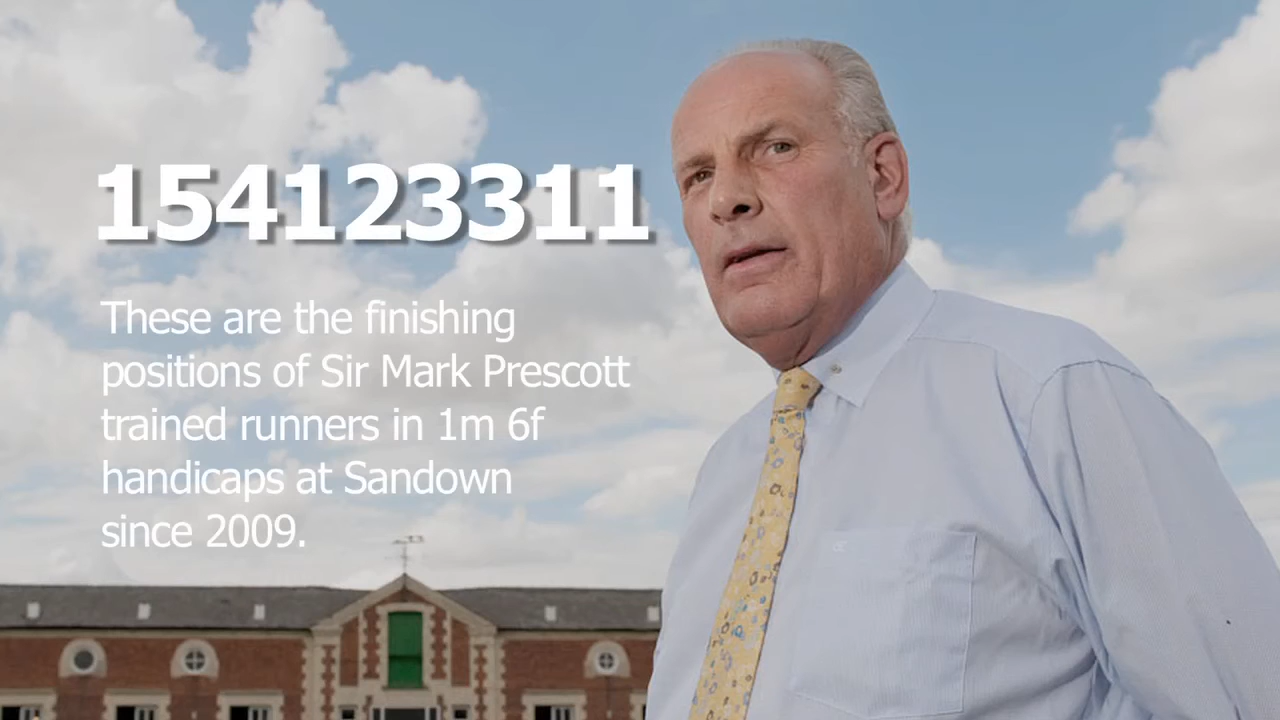 154123311
These are the finishing
positions of Sir Mark Prescott
trained runners in 1m 6f
handicaps at Sandown
since 2009.